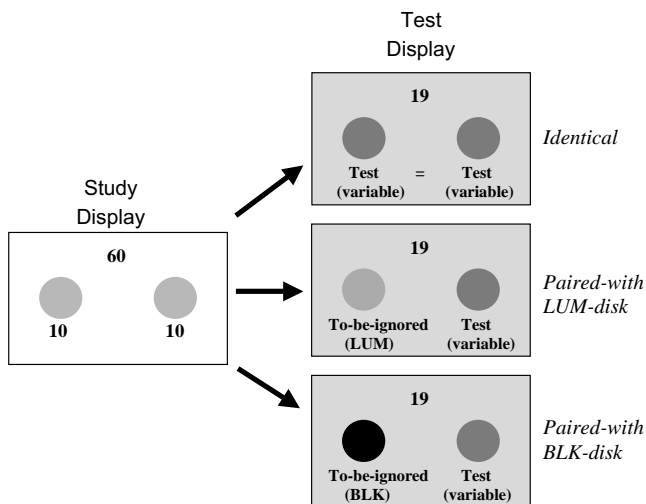 Test
Display
19
Test = Test
(variable) (variable)
Identical
Study
Display
60
10 10
19
To-be-ignored Test
(LUM) (variable)
Paired-with
LUM-disk
19
To-be-ignored Test
(BLK) (variable)
Paired-with
BLK-disk